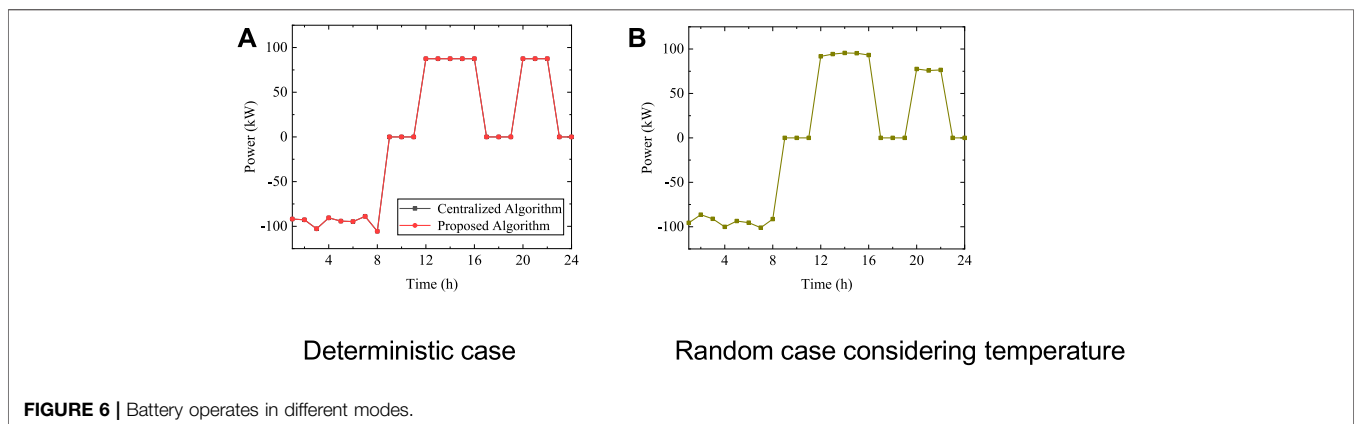 A
100
50
0
-50
-100
Power (kW)
Centralized Algorithm
Proposed Algorithm
4 8 12 16 20 24
Time (h)
B
100
50
0
-50
-100
Power (kW)
4 8 12 16 20 24
Time (h)
Deterministic case
Random case considering temperature
FIGURE 6 | Battery operates in different modes.